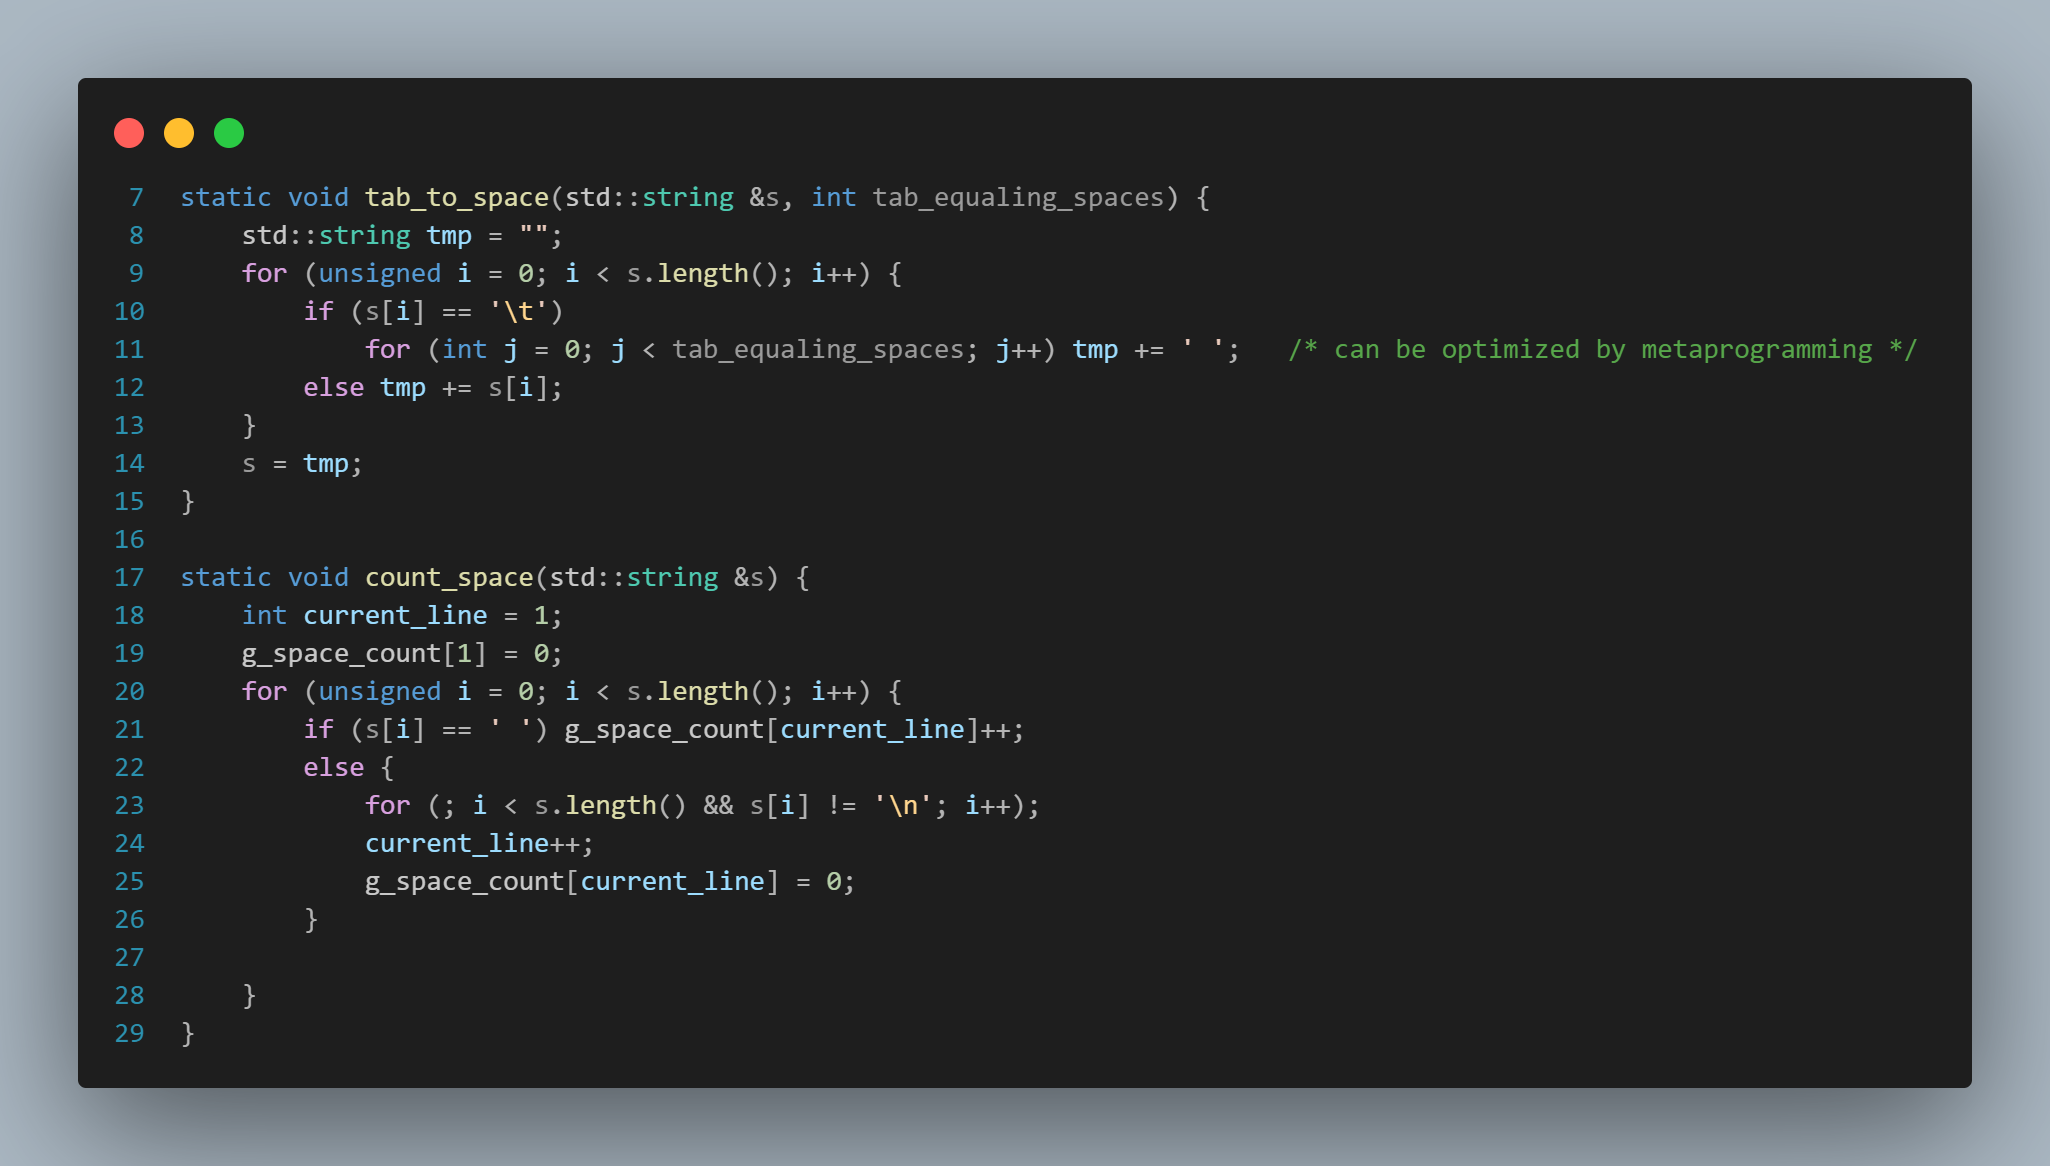 7 static void tab_to_space(std::string &s, int tab_equaling_spaces) {
8     std::string tmp = "";
9     for (unsigned i = 0; i < s.length(); i++) {
10         if (s[i] == '\t')
11             for (int j = 0; j < tab_equaling_spaces; j++) tmp += ' ';   /* can be optimized by metaprogramming */
12         else tmp += s[i];
13     }
14     s = tmp;
15 }
16
17 static void count_space(std::string &s) {
18     int current_line = 1;
19     g_space_count[1] = 0;
20     for (unsigned i = 0; i < s.length(); i++) {
21         if (s[i] == ' ') g_space_count[current_line]++;
22         else {
23             for (; i < s.length() && s[i] != '\n'; i++);
24             current_line++;
25             g_space_count[current_line] = 0;
26         }
27
28     }
29 }